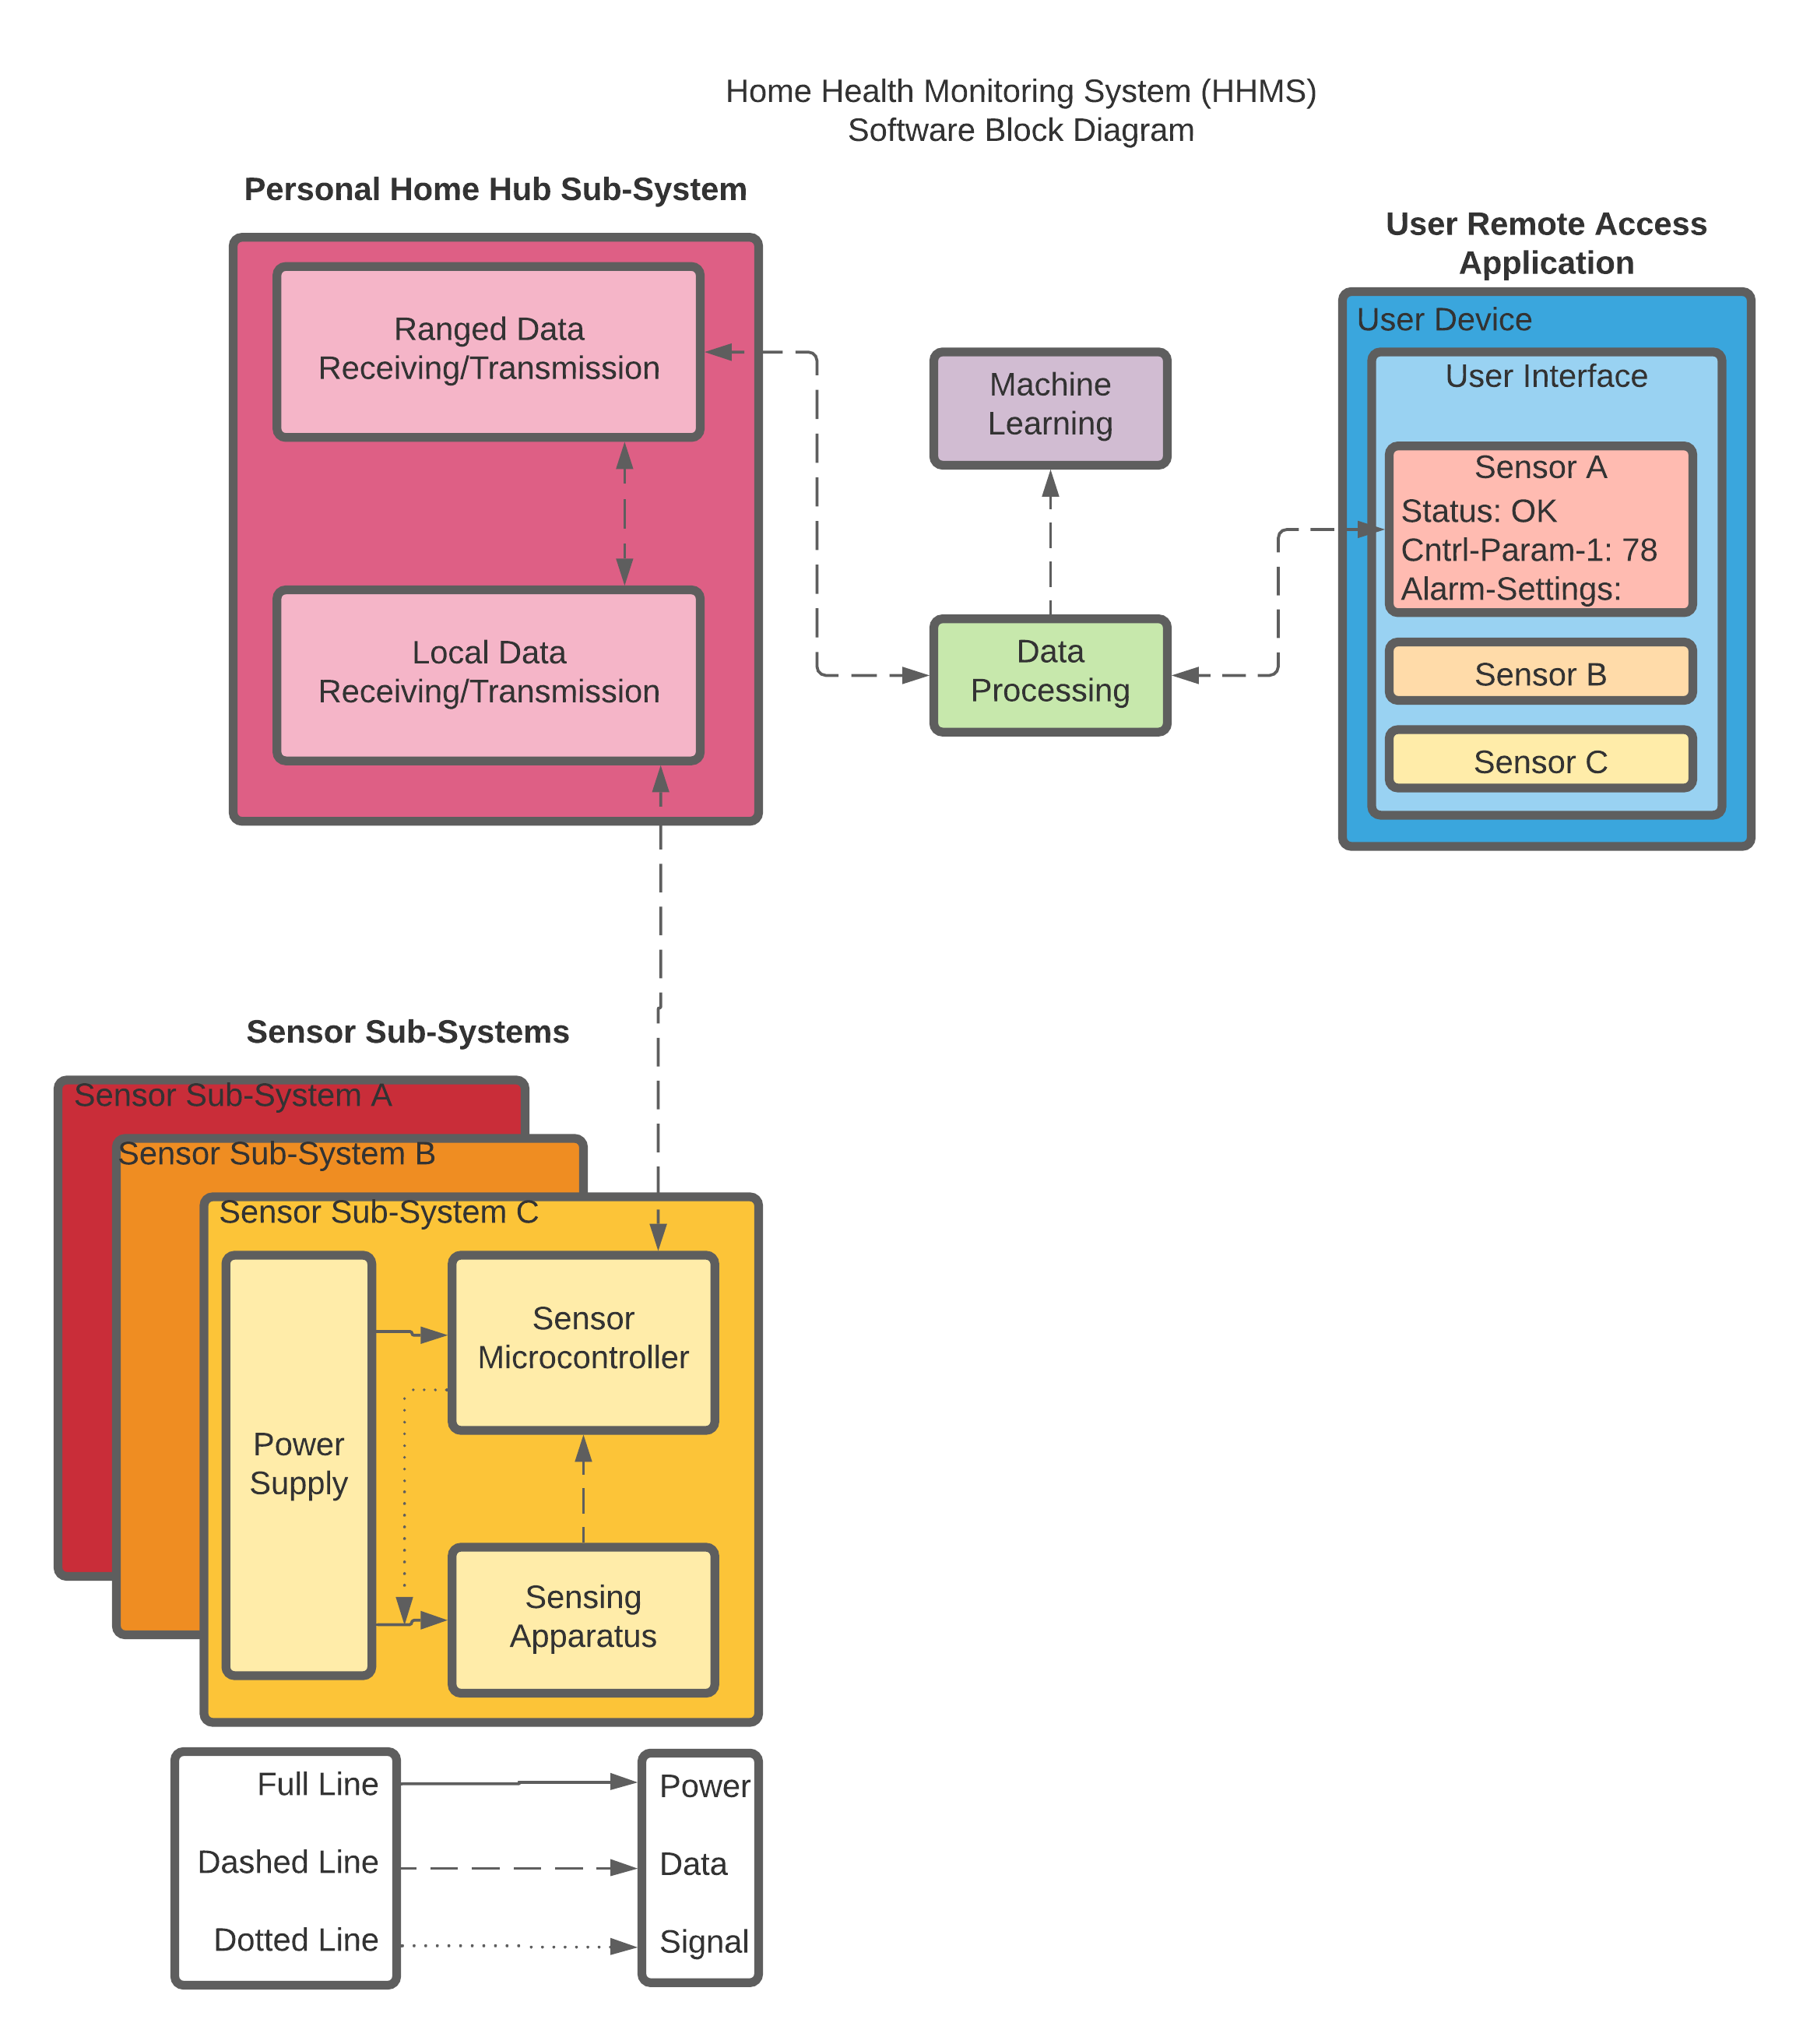 Home Health Monitoring System (HHMS)
Software Block Diagram
Personal Home Hub Sub-System
User Remote Access
Application
Ranged Data
Receiving/Transmission
Local Data
Receiving/Transmission
Machine
Learning
Data
Processing
User Device
User Interface
Sensor A
Status: OK
Cntrl-Param-1: 78
Alarm-Settings:
Sensor B
Sensor C
Sensor Sub-Systems
Sensor Sub-System A
Sensor Sub-System B
Sensor Sub-System C
Power
Supply
Sensor
Microcontroller
Sensing
Apparatus
Full Line
Power
Dashed Line
Data
Dotted Line
Signal